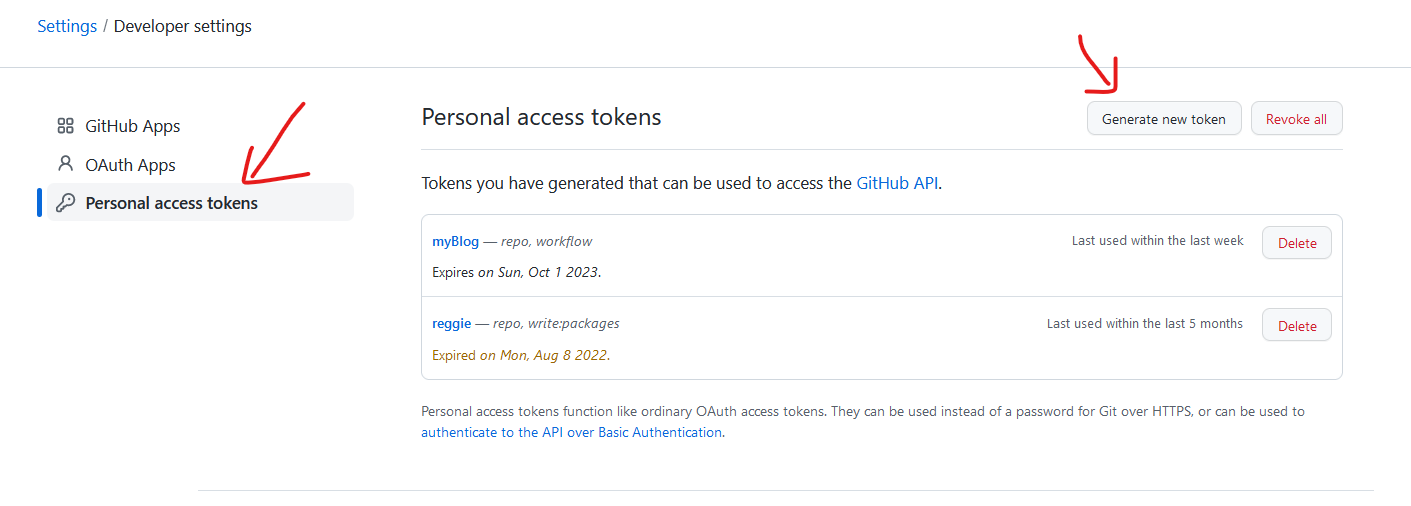 Settings / Developer settings
GitHub Apps
OAuth Apps
Personal access tokens
Personal access tokens
Generate new token
Revoke all
Tokens you have generated that can be used to access the GitHub API.
myBlog — repo, workflow
Last used within the last week
Delete
Expires on Sun, Oct 1 2023.
reggie — repo, write:packages
Last used within the last 5 months
Delete
Expired on Mon, Aug 8 2022.
Personal access tokens function like ordinary OAuth access tokens. They can be used instead of a password for Git over HTTPS, or can be used to
authenticate to the API over Basic Authentication.